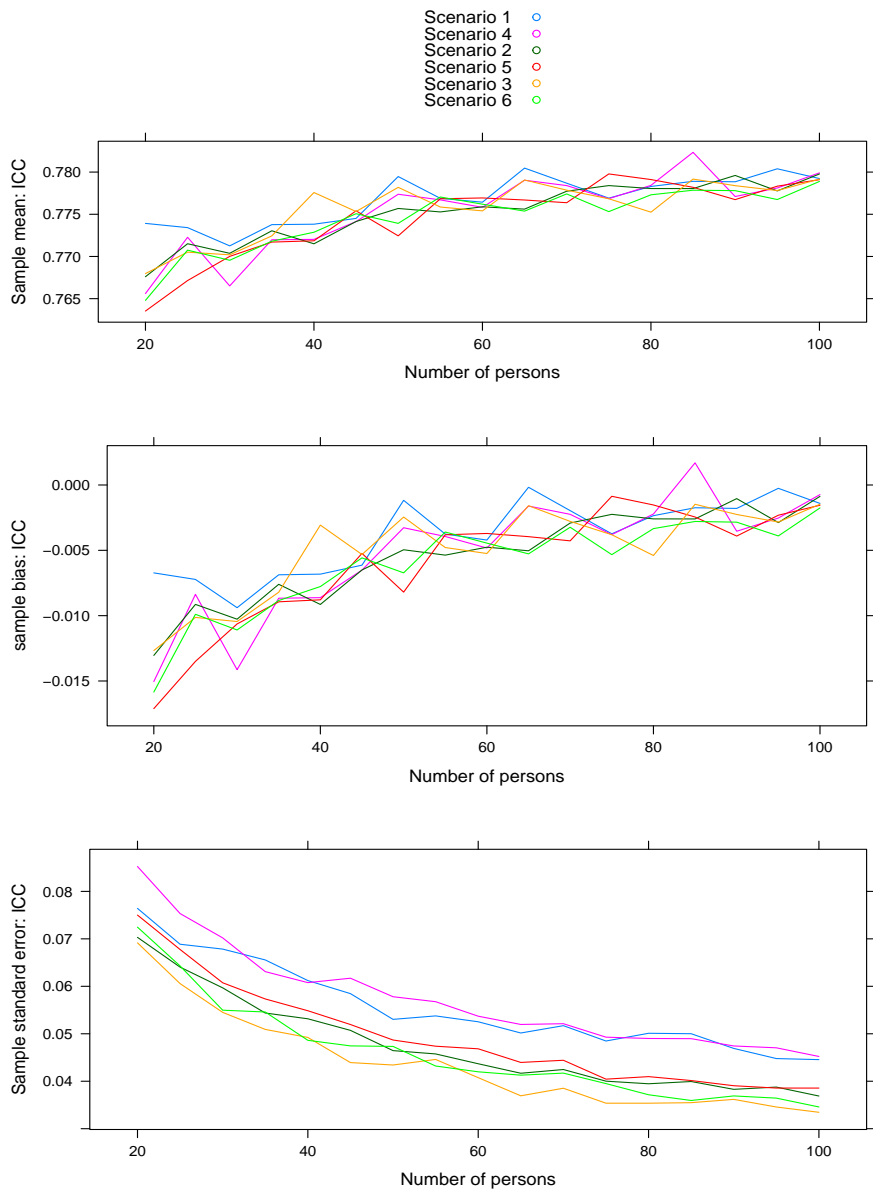 Scenario 1
Scenario 4
Scenario 2
Scenario 5
Scenario 3
Scenario 6
Sample mean: ICC
0.780
0.775
0.770
0.765
20 40 60 80 100
Number of persons
sample bias: ICC
0.000
−0.005
−0.010
−0.015
20 40 60 80 100
Number of persons
Sample standard error: ICC
0.08
0.07
0.06
0.05
0.04
20 40 60 80 100
Number of persons